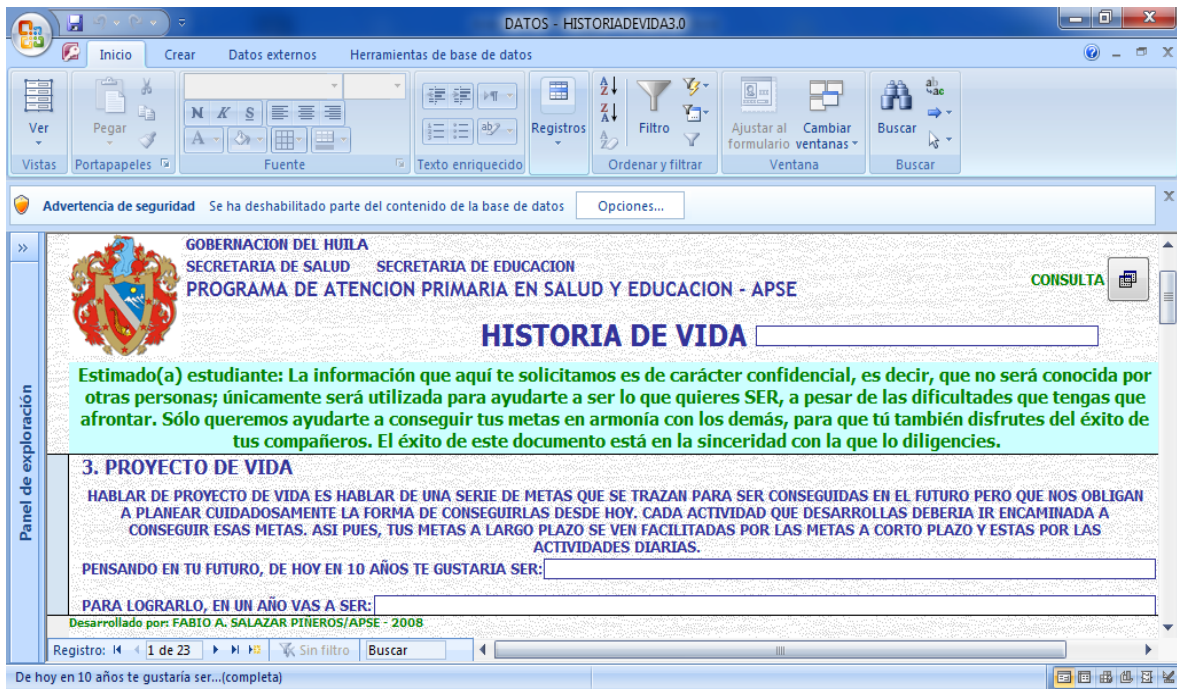 DATOS - HISTORIADEVIDA3.0
Inicio Crear Datos externos Herramientas de base de datos
Ver
Pegar
N K S
A
ab
Registros
A
Z
Z
A
Filtro
Ajustar al formulario
Cambiar ventanas
Buscar
Vistas Portapapeles Fuente Texto enriquecido Ordenar y filtrar Ventana Buscar
Advertencia de seguridad Se ha deshabilitado parte del contenido de la base de datos Opciones...
Panel de exploración
GOBERNACION DEL HUILA
SECRETARIA DE SALUD SECRETARIA DE EDUCACION
PROGRAMA DE ATENCION PRIMARIA EN SALUD Y EDUCACION - APSE
CONSULTA
HISTORIA DE VIDA
Estimado(a) estudiante: La información que aquí te solicitamos es de carácter confidencial, es decir, que no será conocida por
otras personas; únicamente será utilizada para ayudarte a ser lo que quieres SER, a pesar de las dificultades que tengas que
afrontar. Sólo queremos ayudarte a conseguir tus metas en armonía con los demás, para que tú también disfrutes del éxito de
tus compañeros. El éxito de este documento está en la sinceridad con la que lo diligencies.
3. PROYECTO DE VIDA
HABLAR DE PROYECTO DE VIDA ES HABLAR DE UNA SERIE DE METAS QUE SE TRAZAN PARA SER CONSEGUIDAS EN EL FUTURO PERO QUE NOS OBLIGAN
A PLANEAR CUIDADOSAMENTE LA FORMA DE CONSEGUIRLAS DESDE HOY. CADA ACTIVIDAD QUE DESARROLLAS DEBERIA IR ENCAMINADA A
CONSEGUIR ESAS METAS. ASI PUES, TUS METAS A LARGO PLAZO SE VEN FACILITADAS POR LAS METAS A CORTO PLAZO Y ESTAS POR LAS
ACTIVIDADES DIARIAS.
PENSANDO EN TU FUTURO, DE HOY EN 10 AÑOS TE GUSTARIA SER:
PARA LOGRARLO, EN UN AÑO VAS A SER:
Desarrollado por: FABIO A. SALAZAR PIÑEROS/APSE - 2008
Registro: 1 de 23 Sin filtro Buscar
De hoy en 10 años te gustaría ser...(completa)